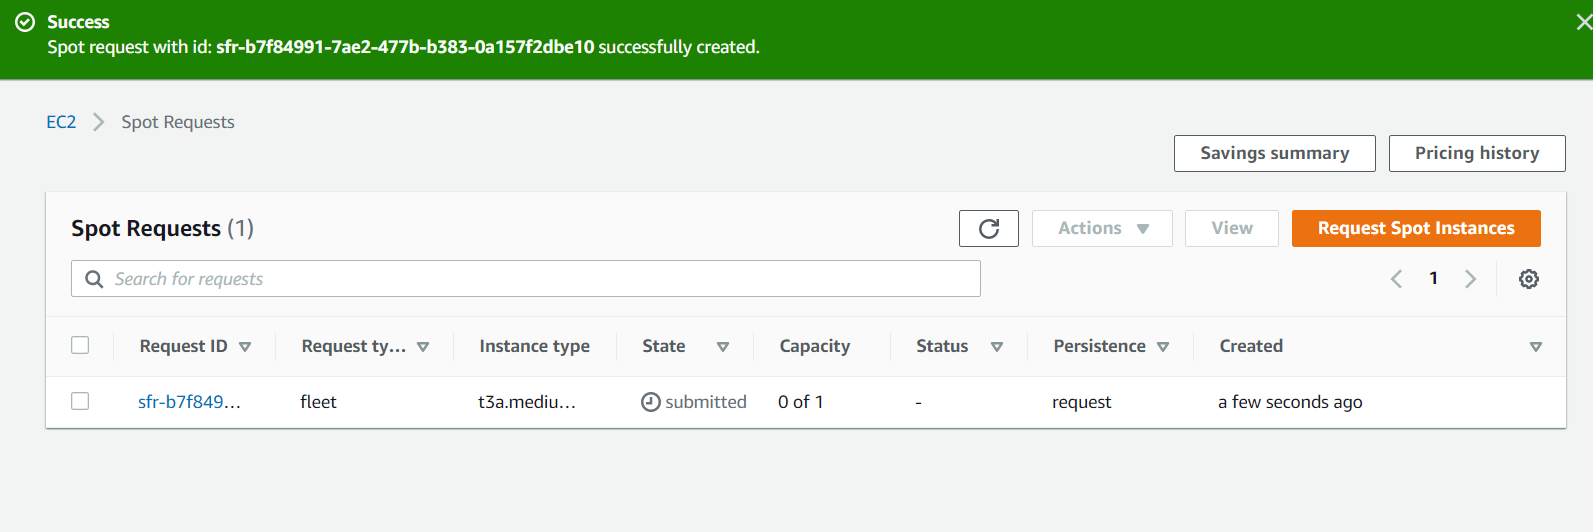 Success
Spot request with id: sfr-b7f84991-7ae2-477b-b383-0a157f2dbe10 successfully created.
EC2 Spot Requests
Savings summary Pricing history
Spot Requests (1) Actions View Request Spot Instances
Search for requests 1
Request ID Request ty... Instance type State Capacity Status Persistence Created
sfr-b7f849... fleet t3a.mediu... submitted 0 of 1 - request a few seconds ago